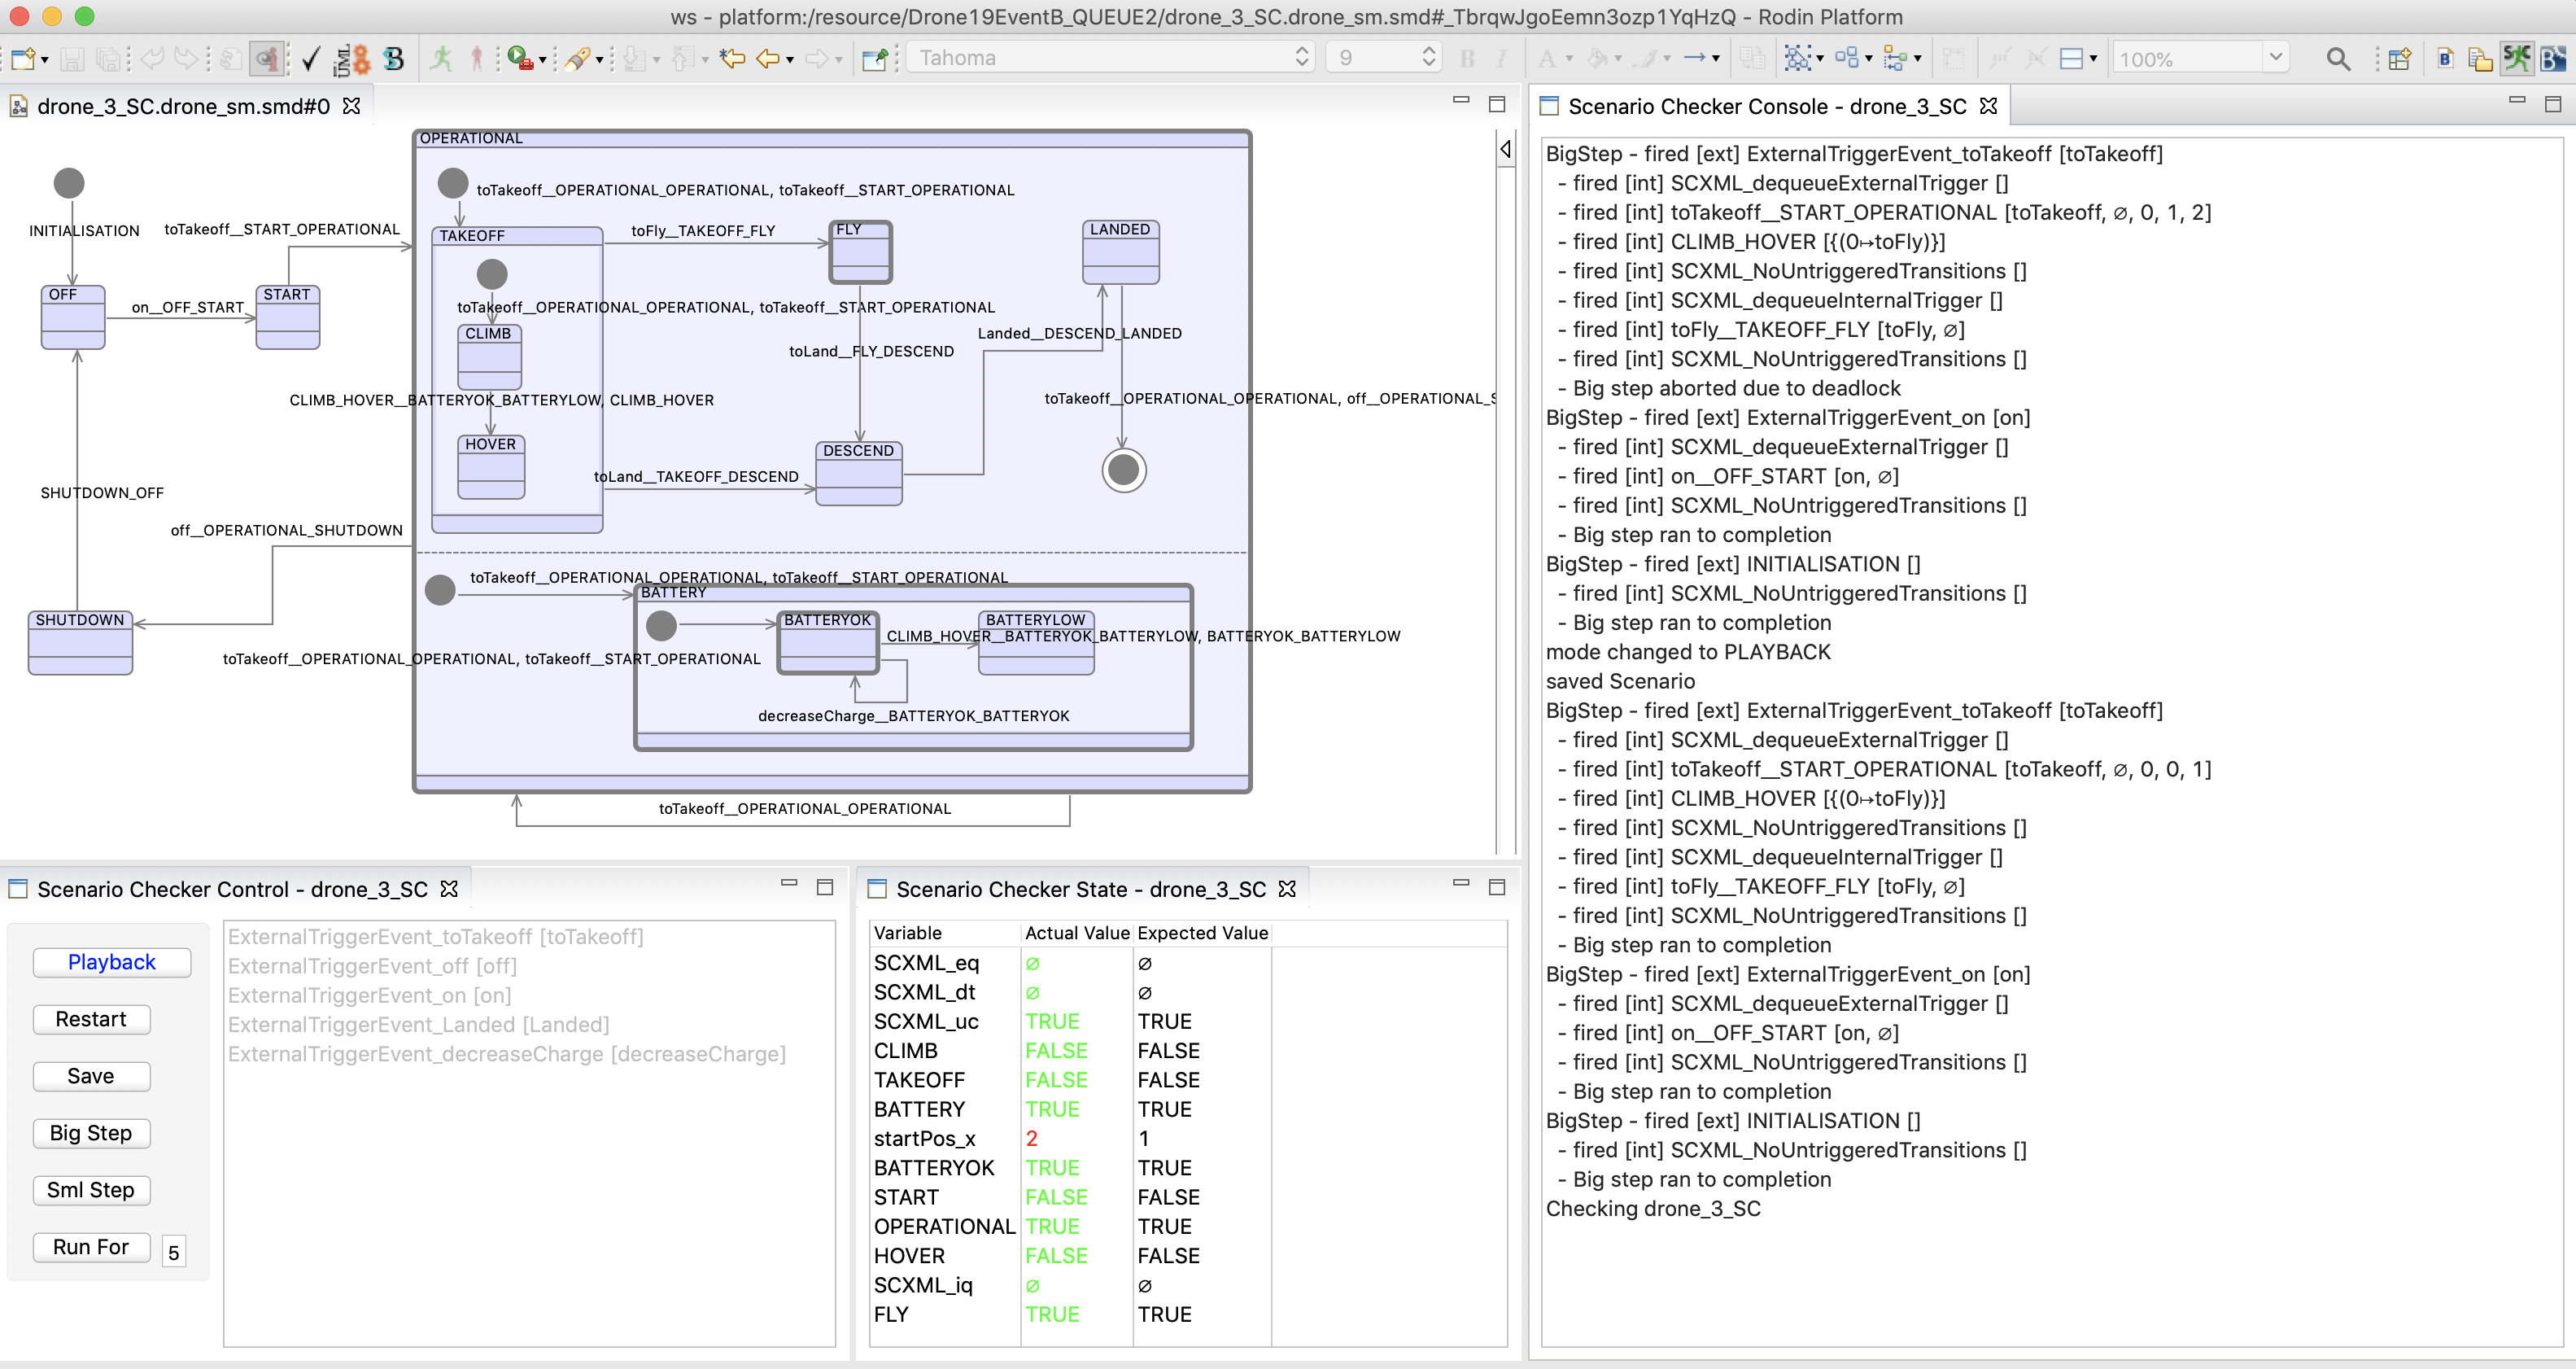 ws - platform:/resource/Drone19EventB_QUEUE2/drone_3_SC.drone_sm.smd#_TbrqwJgoEemn3ozp1YqHzQ - Rodin Platform
Tahoma
9
100%
drone_3_SC.drone_sm.smd#0
OPERATIONAL
toTakeoff__OPERATIONAL_OPERATIONAL, toTakeoff__START_OPERATIONAL
INITIALISATION
toTakeoff__START_OPERATIONAL
TAKEOFF
toFly__TAKEOFF_FLY
FLY
LANDED
OFF
on__OFF_START
START
toTakeoff__OPERATIONAL_OPERATIONAL, toTakeoff__START_OPERATIONAL
CLIMB
Landed__DESCEND_LANDED
toLand__FLY_DESCEND
CLIMB_HOVER__BATTERYOK_BATTERYLOW, CLIMB_HOVER
toTakeoff__OPERATIONAL_OPERATIONAL, off__OPERATIONAL_S
HOVER
DESCEND
toLand__TAKEOFF_DESCEND
SHUTDOWN_OFF
off__OPERATIONAL_SHUTDOWN
toTakeoff__OPERATIONAL_OPERATIONAL, toTakeoff__START_OPERATIONAL
BATTERY
SHUTDOWN
BATTERYOK
BATTERYLOW
CLIMB_HOVER__BATTERYOK_BATTERYLOW, BATTERYOK_BATTERYLOW
toTakeoff__OPERATIONAL_OPERATIONAL, toTakeoff__START_OPERATIONAL
decreaseCharge__BATTERYOK_BATTERYOK
toTakeoff__OPERATIONAL_OPERATIONAL
Scenario Checker Control - drone_3_SC
Playback
Restart
Save
Big Step
Sml Step
Run For
5
ExternalTriggerEvent_toTakeoff [toTakeoff]
ExternalTriggerEvent_off [off]
ExternalTriggerEvent_on [on]
ExternalTriggerEvent_Landed [Landed]
ExternalTriggerEvent_decreaseCharge [decreaseCharge]
Scenario Checker State - drone_3_SC
Variable Actual Value Expected Value
SCXML_eq ∅ ∅
SCXML_dt ∅ ∅
SCXML_uc TRUE TRUE
CLIMB FALSE FALSE
TAKEOFF FALSE FALSE
BATTERY TRUE TRUE
startPos_x 2 1
BATTERYOK TRUE TRUE
START FALSE FALSE
OPERATIONAL TRUE TRUE
HOVER FALSE FALSE
SCXML_iq ∅ ∅
FLY TRUE TRUE
Scenario Checker Console - drone_3_SC
BigStep - fired [ext] ExternalTriggerEvent_toTakeoff [toTakeoff]
- fired [int] SCXML_dequeueExternalTrigger []
- fired [int] toTakeoff__START_OPERATIONAL [toTakeoff, ∅, 0, 1, 2]
- fired [int] CLIMB_HOVER [{(0↦toFly)}]
- fired [int] SCXML_NoUntriggeredTransitions []
- fired [int] SCXML_dequeueInternalTrigger []
- fired [int] toFly__TAKEOFF_FLY [toFly, ∅]
- fired [int] SCXML_NoUntriggeredTransitions []
- Big step aborted due to deadlock
BigStep - fired [ext] ExternalTriggerEvent_on [on]
- fired [int] SCXML_dequeueExternalTrigger []
- fired [int] on__OFF_START [on, ∅]
- fired [int] SCXML_NoUntriggeredTransitions []
- Big step ran to completion
BigStep - fired [ext] INITIALISATION []
- fired [int] SCXML_NoUntriggeredTransitions []
- Big step ran to completion
mode changed to PLAYBACK
saved Scenario
BigStep - fired [ext] ExternalTriggerEvent_toTakeoff [toTakeoff]
- fired [int] SCXML_dequeueExternalTrigger []
- fired [int] toTakeoff__START_OPERATIONAL [toTakeoff, ∅, 0, 0, 1]
- fired [int] CLIMB_HOVER [{(0↦toFly)}]
- fired [int] SCXML_NoUntriggeredTransitions []
- fired [int] SCXML_dequeueInternalTrigger []
- fired [int] toFly__TAKEOFF_FLY [toFly, ∅]
- fired [int] SCXML_NoUntriggeredTransitions []
- Big step ran to completion
BigStep - fired [ext] ExternalTriggerEvent_on [on]
- fired [int] SCXML_dequeueExternalTrigger []
- fired [int] on__OFF_START [on, ∅]
- fired [int] SCXML_NoUntriggeredTransitions []
- Big step ran to completion
BigStep - fired [ext] INITIALISATION []
- fired [int] SCXML_NoUntriggeredTransitions []
- Big step ran to completion
Checking drone_3_SC